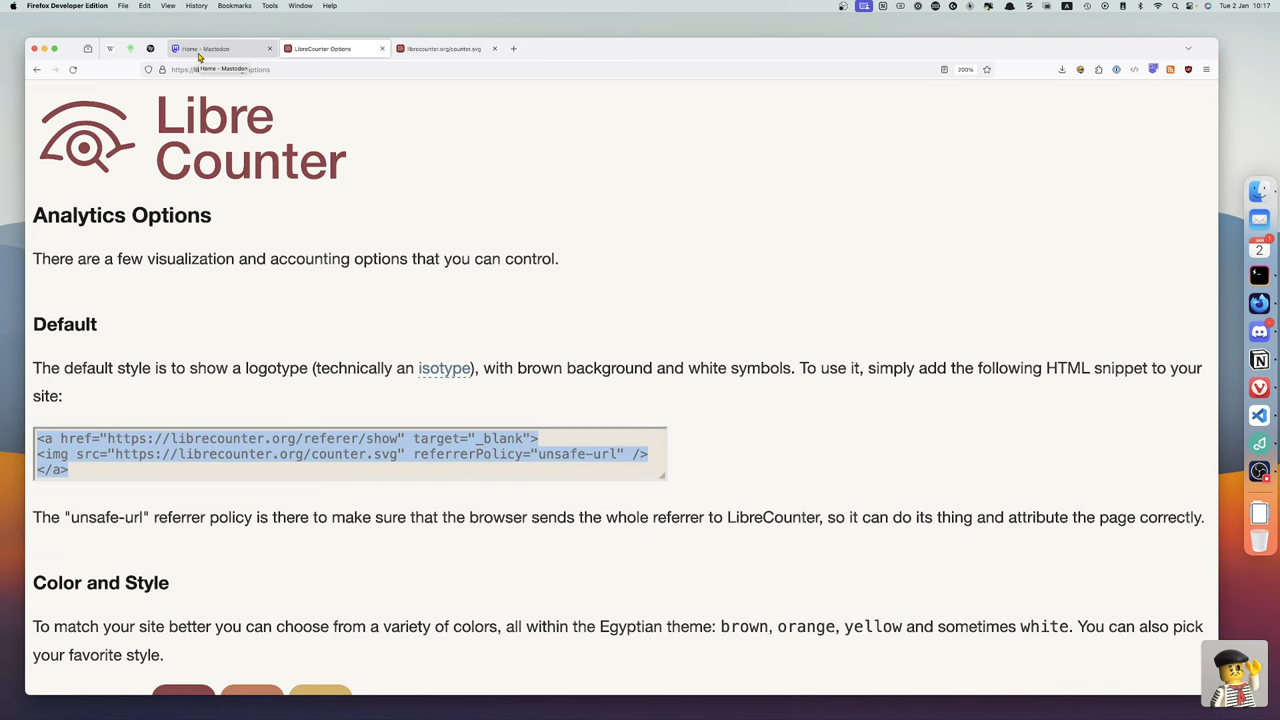 Firefox Developer Edition File Edit View History Bookmarks Tools Window Help
Tue 2 Jan 10:17
Home - Mastodon
LibreCounter Options
librecounter.org/counter.svg
Home - Mastodon
200%
Libre
Counter
Analytics Options
There are a few visualization and accounting options that you can control.
Default
The default style is to show a logotype (technically an isotype), with brown background and white symbols. To use it, simply add the following HTML snippet to your
site:
<a href="https://librecounter.org/referer/show" target="_blank">
<img src="https://librecounter.org/counter.svg" referrerPolicy="unsafe-url" />
</a>
The "unsafe-url" referrer policy is there to make sure that the browser sends the whole referrer to LibreCounter, so it can do its thing and attribute the page correctly.
Color and Style
To match your site better you can choose from a variety of colors, all within the Egyptian theme: brown, orange, yellow and sometimes white. You can also pick
your favorite style.
JAN
2